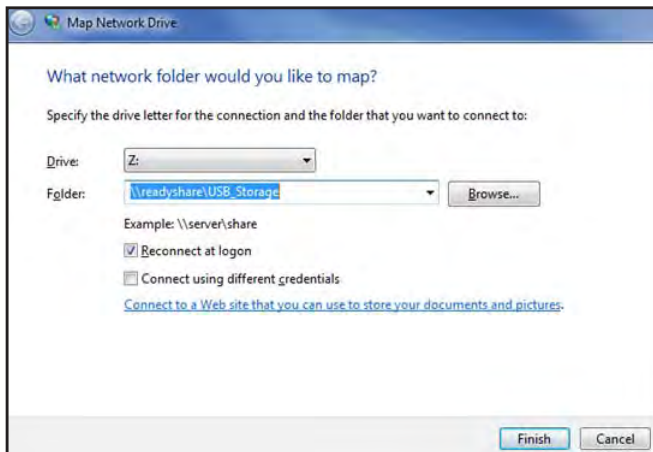 Map Network Drive
What network folder would you like to map?
Specify the drive letter for the connection and the folder that you want to connect to:
Drive: Z:
Folder: \\readyshare\USB_Storage Browse...
Example: \\server\share
Reconnect at logon
Connect using different credentials
Connect to a Web site that you can use to store your documents and pictures.
Finish Cancel